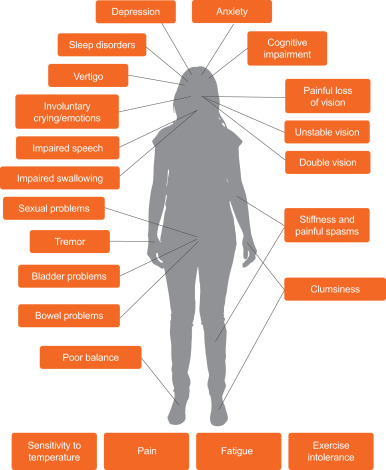 Depression
Anxiety
Sleep disorders
Cognitive
impairment
Vertigo
Involuntary
crying/emotions
Painful loss
of vision
Impaired speech
Unstable vision
Impaired swallowing
Double vision
Sexual problems
Stiffness and
painful spasms
Tremor
Bladder problems
Clumsiness
Bowel problems
Poor balance
Sensitivity to
temperature
Pain
Fatigue
Exercise
intolerance